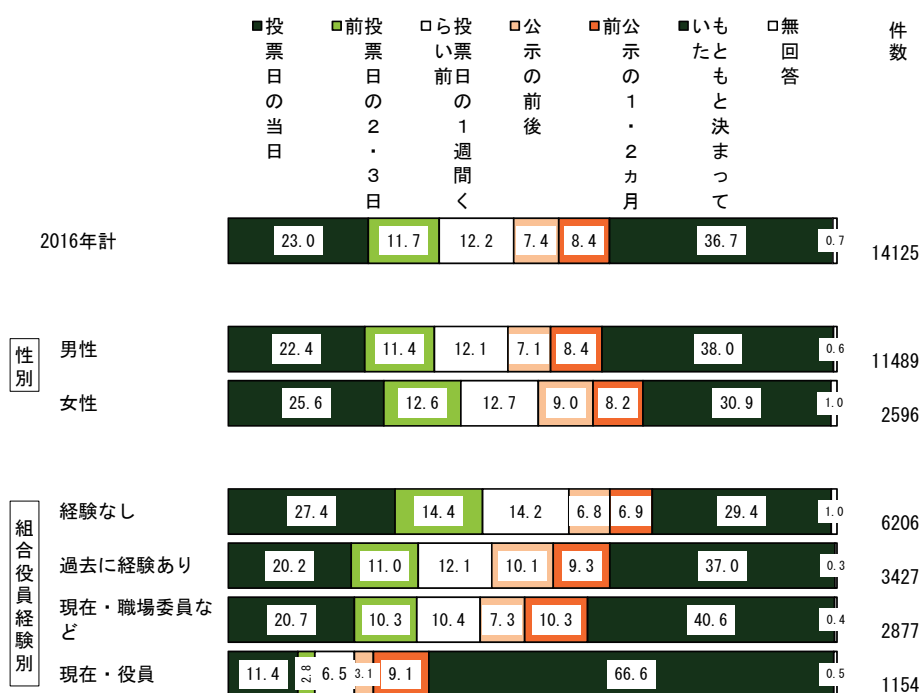 ■投票日の当日
■投票日の２・３日前
□投票日の１週間くらい前
■公示の前後
■公示の１・２ヵ月前
■もともと決まっていた
□無回答
件数
2016年計 23.0 11.7 12.2 7.4 8.4 36.7 0.7 14125
性別
男性 22.4 11.4 12.1 7.1 8.4 38.0 0.6 11489
女性 25.6 12.6 12.7 9.0 8.2 30.9 1.0 2596
組合役員経験別
経験なし 27.4 14.4 14.2 6.8 6.9 29.4 1.0 6206
過去に経験あり 20.2 11.0 12.1 10.1 9.3 37.0 0.3 3427
現在・職場委員な
ど 20.7 10.3 10.4 7.3 10.3 40.6 0.4 2877
現在・役員 11.4 2.8 6.5 3.1 9.1 66.6 0.5 1154